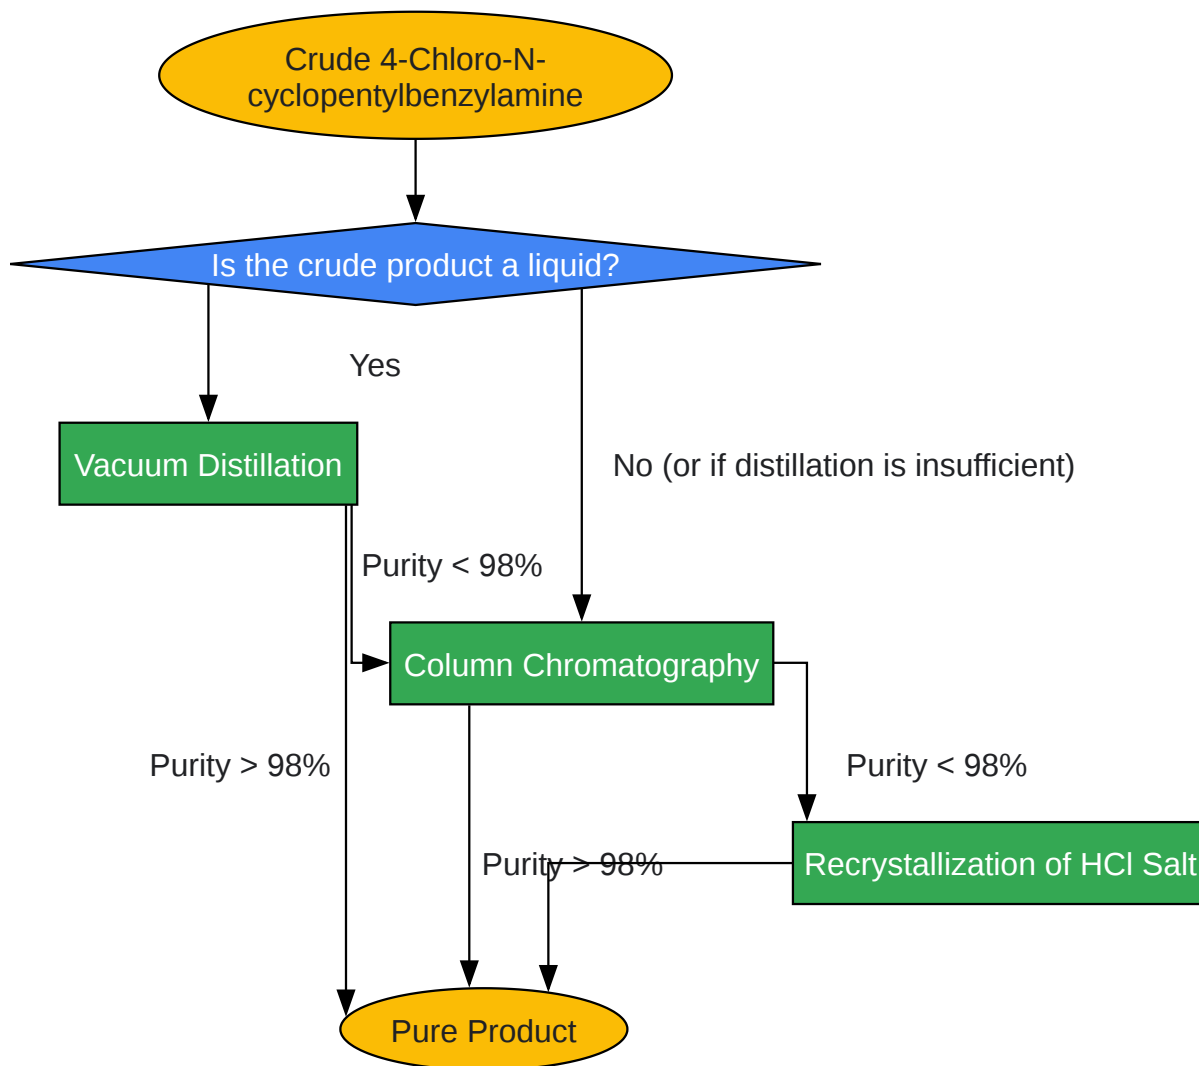 Crude 4-Chloro-N-
cyclopentylbenzylamine
Is the crude product a liquid?
Yes
Vacuum Distillation
No (or if distillation is insufficient)
Purity < 98%
Column Chromatography
Purity > 98%
Purity < 98%
Purity > 98%
Recrystallization of HCl Salt
Pure Product